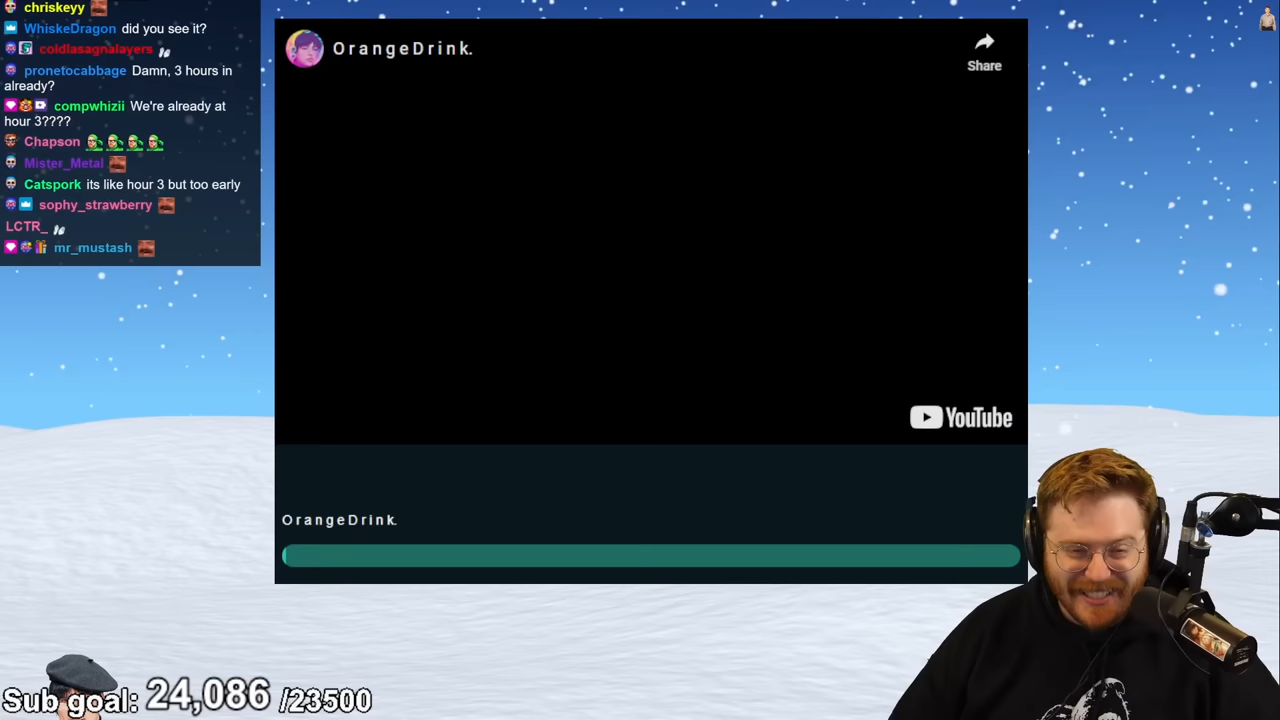 chriskeyy
WhiskeDragon did you see it?
coldlasagnalayers
pronetocabbage Damn, 3 hours in
already?
compwhizii We're already at
hour 3????
Chapson
Mister_Metal
Catspork its like hour 3 but too early
sophy_strawberry
LCTR_
mr_mustash
OrangeDrink.
Share
YouTube
OrangeDrink.
Sub goal: 24,086 /23500